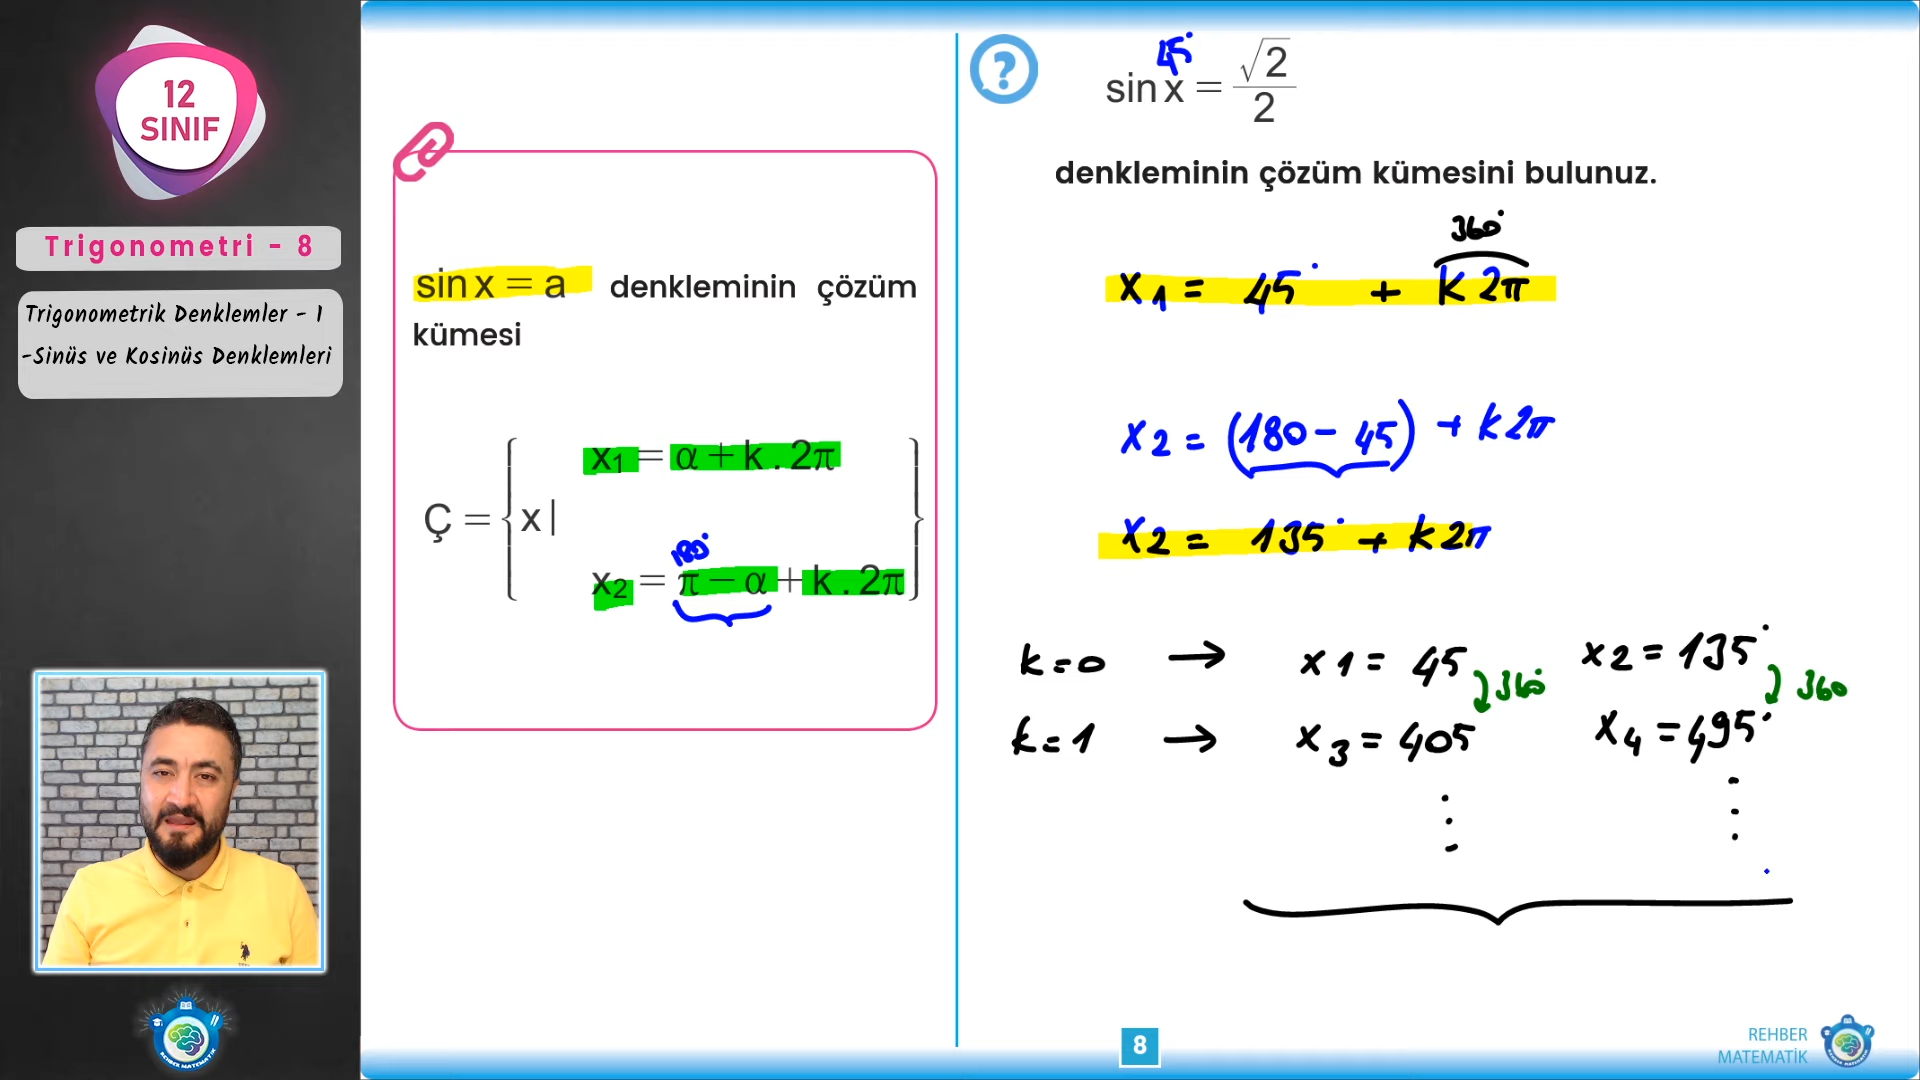 12
SINIF
Trigonometri - 8
Trigonometrik Denklemler - 1
-Sinüs ve Kosinüs Denklemleri
sin x = a denkleminin çözüm
kümesi
x₁ = α + k . 2π
Ç = { x |
180°
x₂ = π − α + k . 2π }
?
45°
sin x = √2/2
denkleminin çözüm kümesini bulunuz.
360°
x₁ = 45° + k 2π
x₂ = (180 − 45) + k 2π
x₂ = 135° + k 2π
k = 0 → x1 = 45 x2 = 135°
360° 360
k = 1 → x₃ = 405 x₄ = 495°
8
REHBER
MATEMATİK
REHBER MATEMATİK